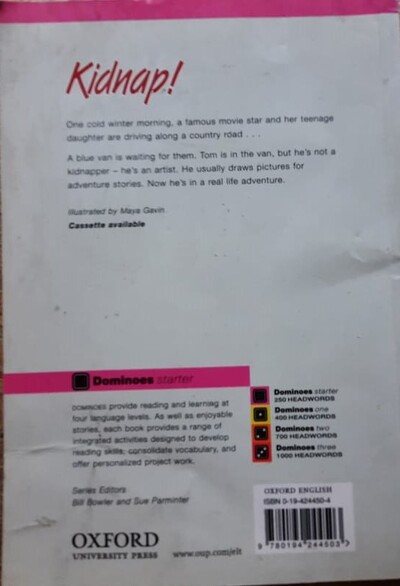 Kidnap!
One cold winter morning, a famous movie star and her teenage
daughter are driving along a country road . . .
A blue van is waiting for them. Tom is in the van, but he's not a
kidnapper – he's an artist. He usually draws pictures for
adventure stories. Now he's in a real life adventure.
Illustrated by Maya Gavin
Cassette available
Dominoes starter
DOMINOES provide reading and learning at
four language levels. As well as enjoyable
stories, each book provides a range of
integrated activities designed to develop
reading skills, consolidate vocabulary, and
offer personalized project work.
Series Editors
Bill Bowler and Sue Parminter
OXFORD
UNIVERSITY PRESS
www.oup.com/elt
Dominoes starter
250 HEADWORDS
Dominoes one
400 HEADWORDS
Dominoes two
700 HEADWORDS
Dominoes three
1000 HEADWORDS
OXFORD ENGLISH
ISBN 0-19-424450-4
9 780194 244503